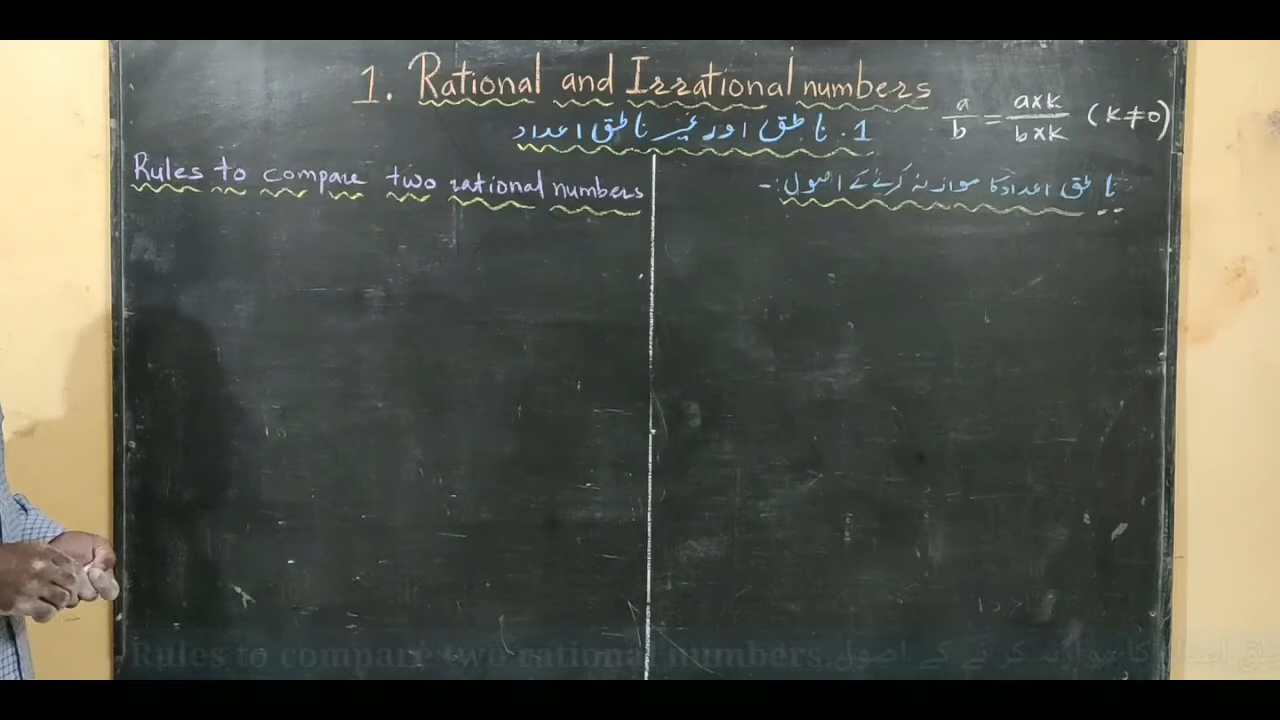 1. Rational and Irrational numbers
1. ناطق اور غیر ناطق اعداد
a/b = a×k/b×k (k≠0)
Rules to compare two rational numbers
ناطق اعداد کا موازنہ کرنے کے اصول :-
Rules to compare two rational numbers. اعداد کا موازنہ کرنے کے اصول